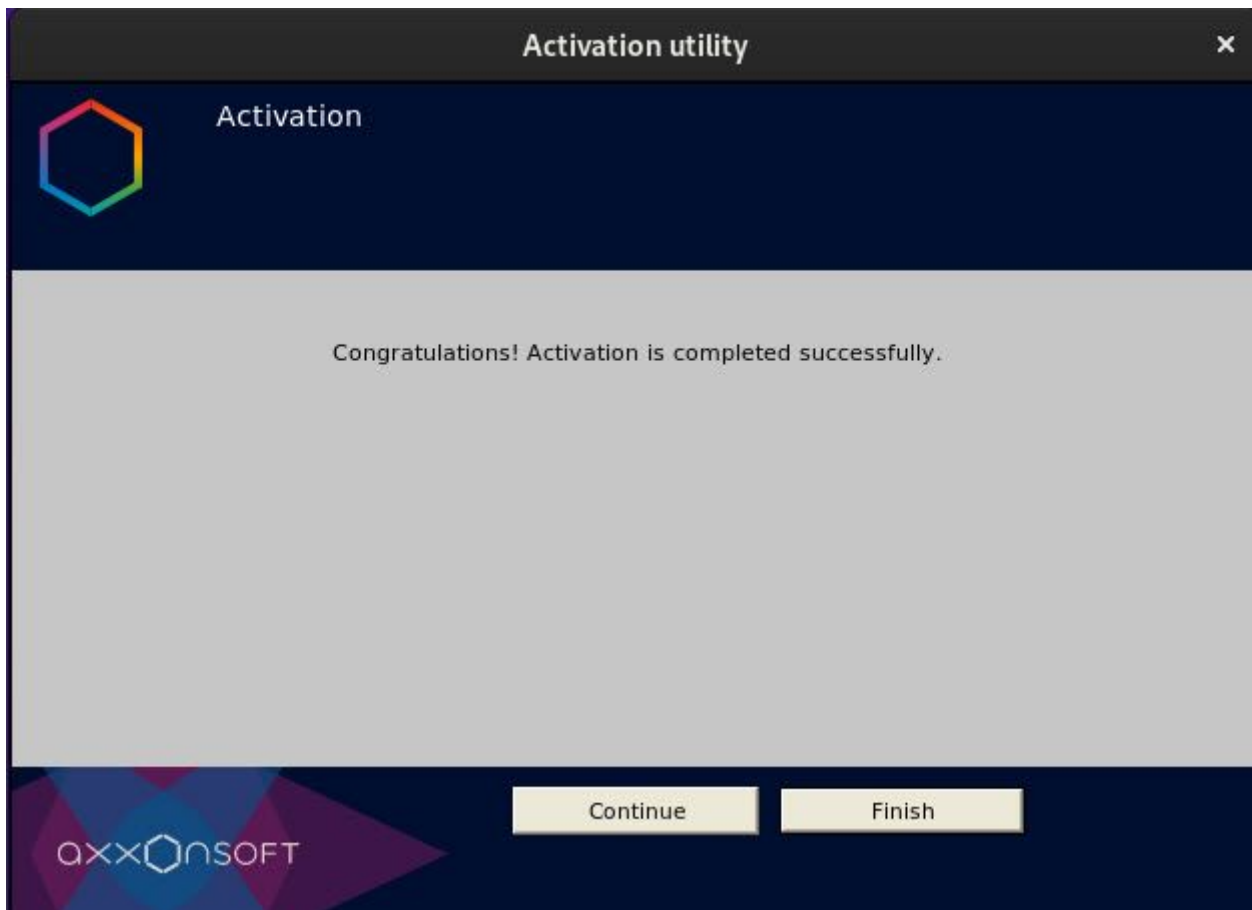 Activation utility
Activation
Congratulations! Activation is completed successfully.
Continue
Finish
axxonsoft